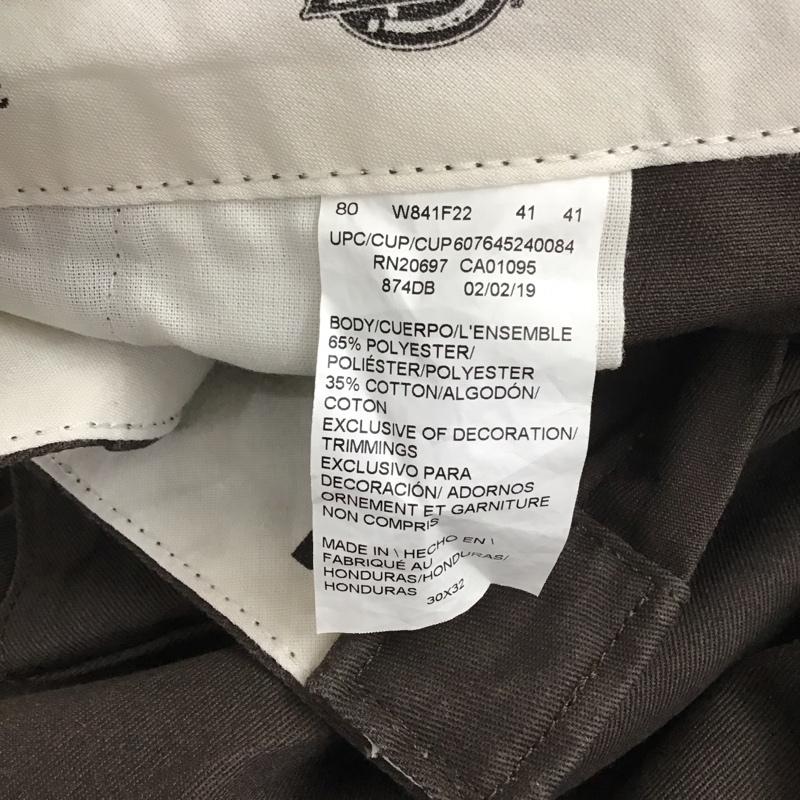 80 W841F22 41 41
UPC/CUP/CUP 607645240084
RN20697 CA01095
874DB 02/02/19
BODY/CUERPO/L'ENSEMBLE
65% POLYESTER/
POLIÉSTER/POLYESTER
35% COTTON/ALGODÓN/
COTON
EXCLUSIVE OF DECORATION/
TRIMMINGS
EXCLUSIVO PARA
DECORACIÓN/ ADORNOS
ORNEMENT ET GARNITURE
NON COMPRIS
MADE IN \ HECHO EN \
FABRIQUÉ AU
HONDURAS/HONDURAS/
HONDURAS 30X32